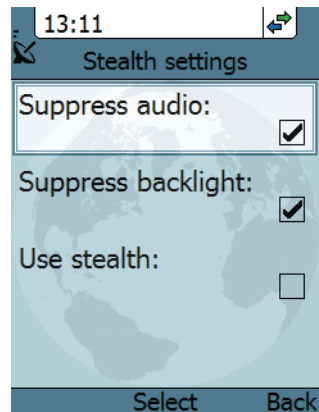 13:11
Stealth settings
Suppress audio:
Suppress backlight:
Use stealth:
Select Back